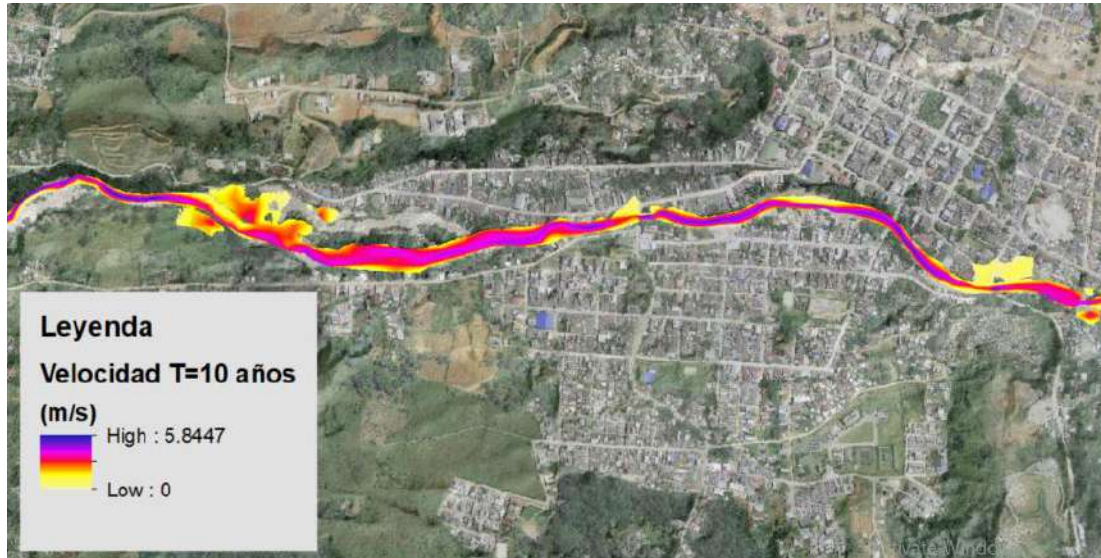 Leyenda
Velocidad T=10 años
(m/s)
High : 5.8447
Low : 0